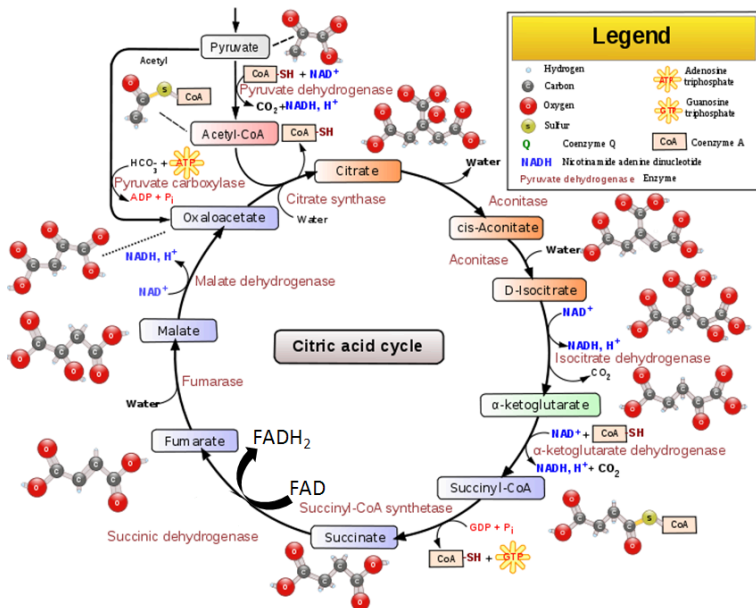 Pyruvate
Acetyl
S
CoA
CoA-SH + NAD⁺
Pyruvate dehydrogenase
CO₂+NADH, H⁺
Acetyl-CoA
CoA-SH
HCO₃⁻ + ATP
Pyruvate carboxylase
ADP + Pᵢ
Oxaloacetate
Citrate synthase
Water
Citrate
Water
Aconitase
cis-Aconitate
Water
Aconitase
D-Isocitrate
NAD⁺
NADH, H⁺
Isocitrate dehydrogenase
CO₂
α-ketoglutarate
NAD⁺+ CoA-SH
α-ketoglutarate dehydrogenase
NADH, H⁺+ CO₂
Succinyl-CoA
S
CoA
Succinyl-CoA synthetase
GDP + Pᵢ
CoA-SH + GTP
Succinate
Succinic dehydrogenase
FAD
FADH₂
Fumarate
Water
Fumarase
Malate
NAD⁺
Malate dehydrogenase
NADH, H⁺
Citric acid cycle
Legend
Hydrogen
C Carbon
O Oxygen
S Sulfur
Q Coenzyme Q
NADH Nicotinamide adenine dinucleotide
Pyruvate dehydrogenase Enzyme
ATP Adenosine
triphosphate
GTP Guanosine
triphosphate
CoA Coenzyme A